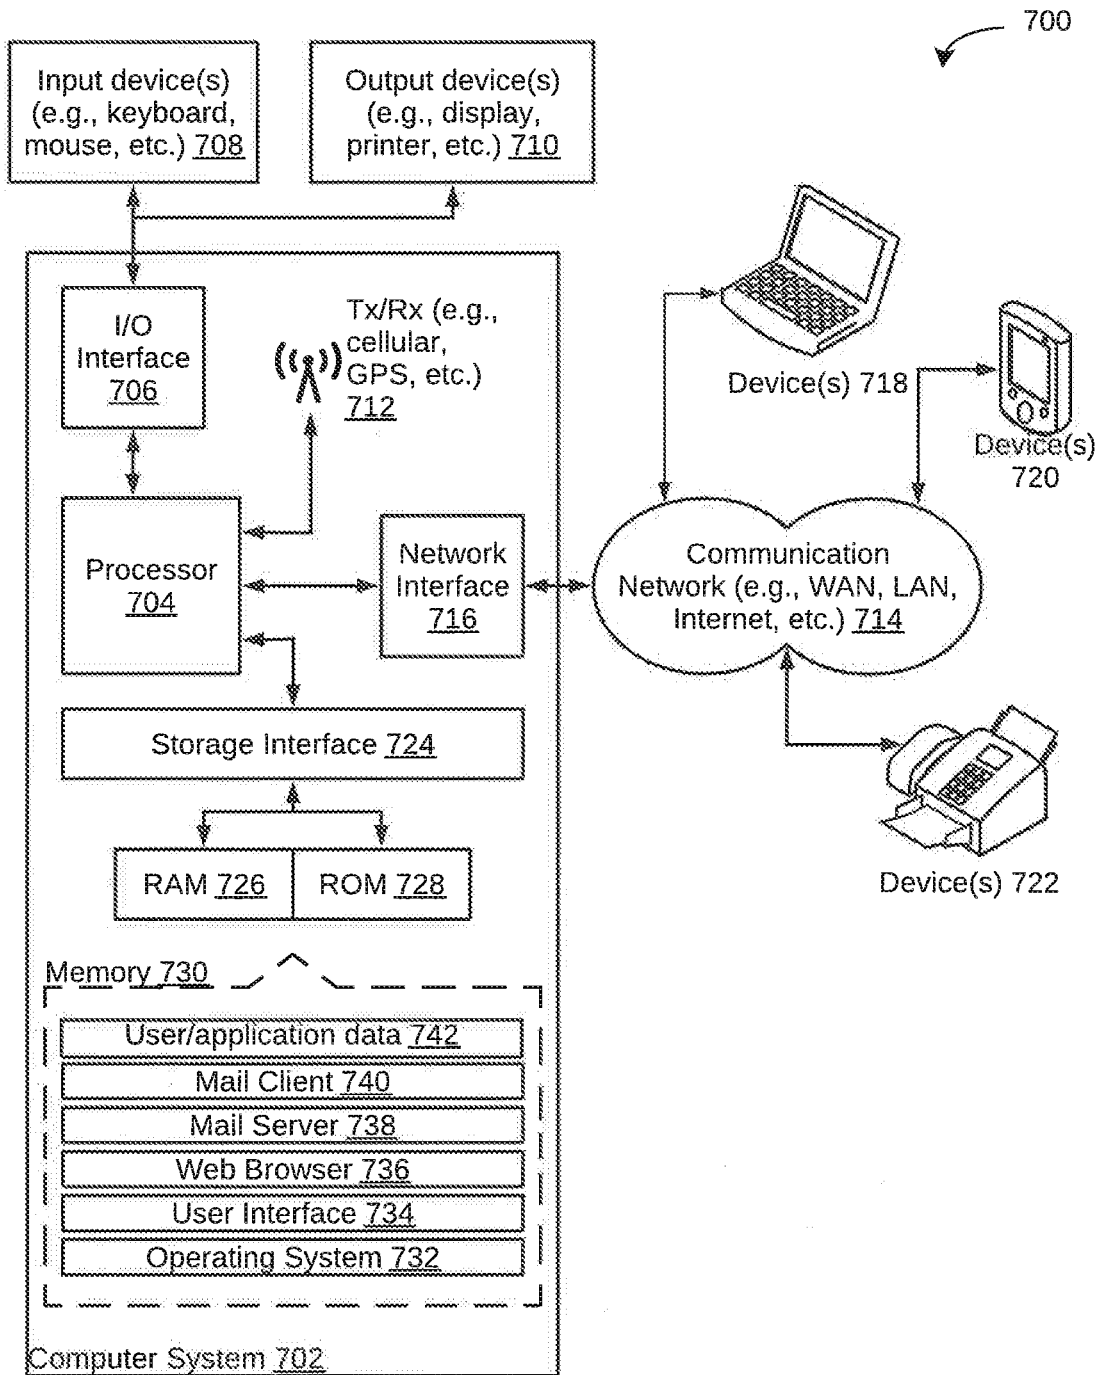 700
Input device(s)
(e.g., keyboard,
mouse, etc.) 708
Output device(s)
(e.g., display,
printer, etc.) 710
I/O
Interface
706
Tx/Rx (e.g.,
cellular,
GPS, etc.)
712
Device(s) 718
Device(s)
720
Processor
704
Network
Interface
716
Communication
Network (e.g., WAN, LAN,
Internet, etc.) 714
Storage Interface 724
RAM 726
ROM 728
Device(s) 722
Memory 730
User/application data 742
Mail Client 740
Mail Server 738
Web Browser 736
User Interface 734
Operating System 732
Computer System 702